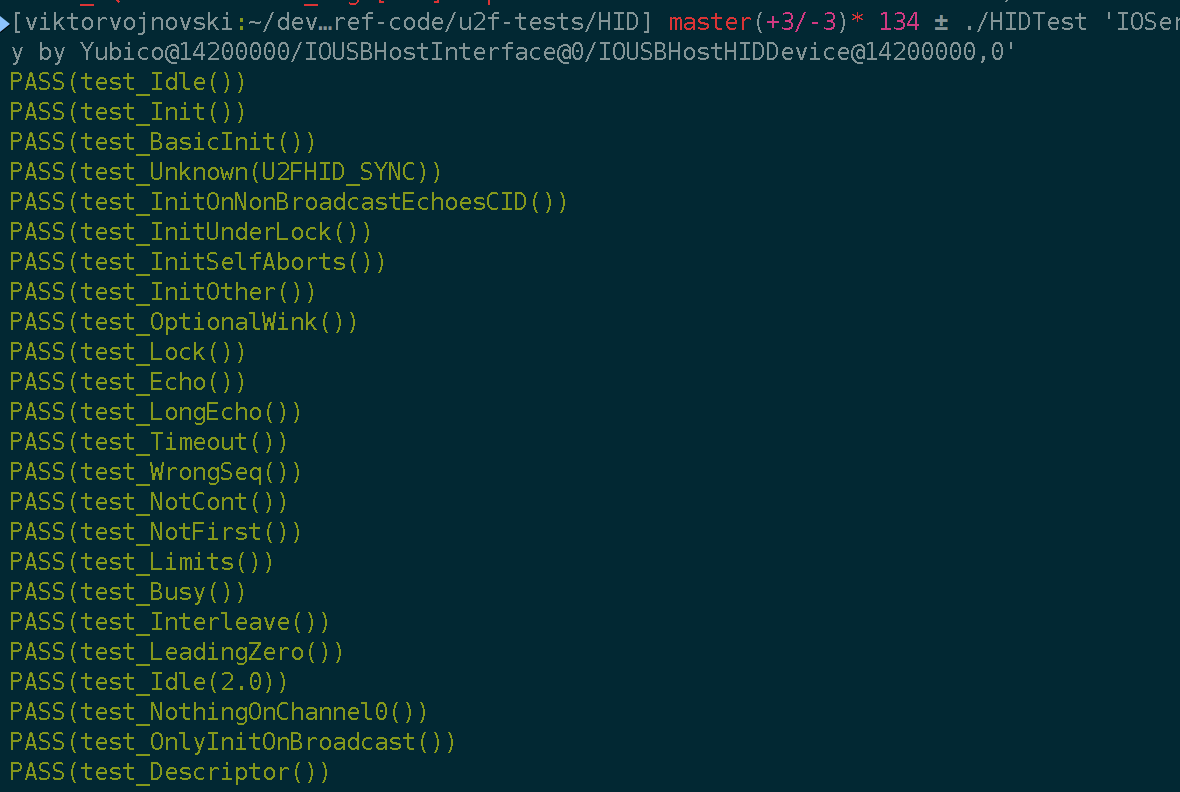 [viktorvojnovski:~/dev…ref-code/u2f-tests/HID] master(+3/-3)* 134 ± ./HIDTest 'IOSer
y by Yubico@14200000/IOUSBHostInterface@0/IOUSBHostHIDDevice@14200000,0'
PASS(test_Idle())
PASS(test_Init())
PASS(test_BasicInit())
PASS(test_Unknown(U2FHID_SYNC))
PASS(test_InitOnNonBroadcastEchoesCID())
PASS(test_InitUnderLock())
PASS(test_InitSelfAborts())
PASS(test_InitOther())
PASS(test_OptionalWink())
PASS(test_Lock())
PASS(test_Echo())
PASS(test_LongEcho())
PASS(test_Timeout())
PASS(test_WrongSeq())
PASS(test_NotCont())
PASS(test_NotFirst())
PASS(test_Limits())
PASS(test_Busy())
PASS(test_Interleave())
PASS(test_LeadingZero())
PASS(test_Idle(2.0))
PASS(test_NothingOnChannel0())
PASS(test_OnlyInitOnBroadcast())
PASS(test_Descriptor())